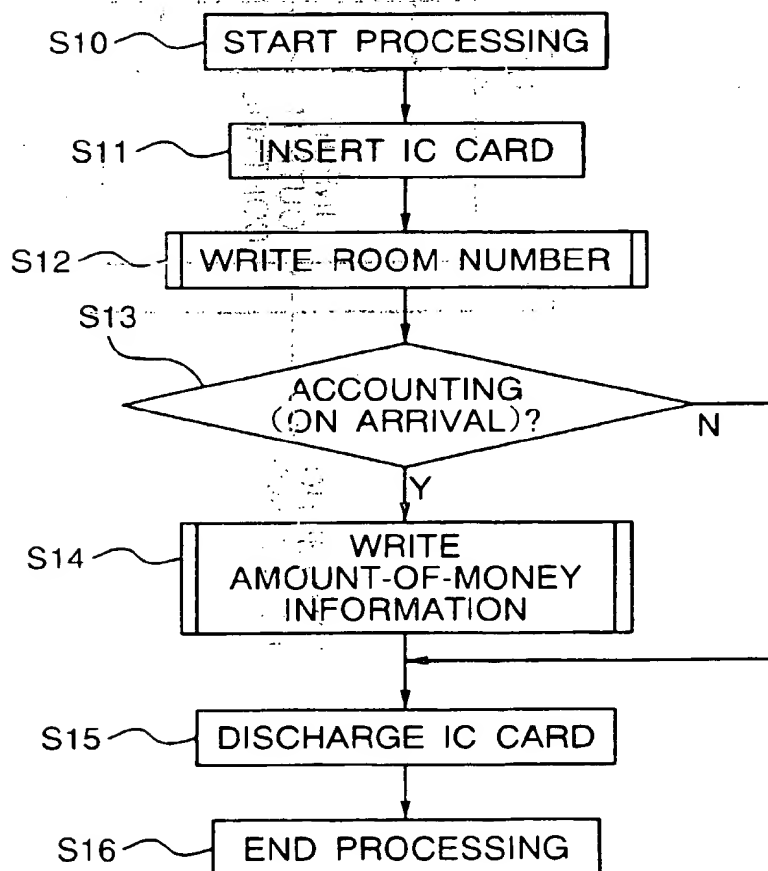 S10
START PROCESSING
S11
INSERT IC CARD
S12
WRITE ROOM NUMBER
S13
ACCOUNTING
(ON ARRIVAL)?
N
Y
S14
WRITE
AMOUNT-OF-MONEY
INFORMATION
S15
DISCHARGE IC CARD
S16
END PROCESSING